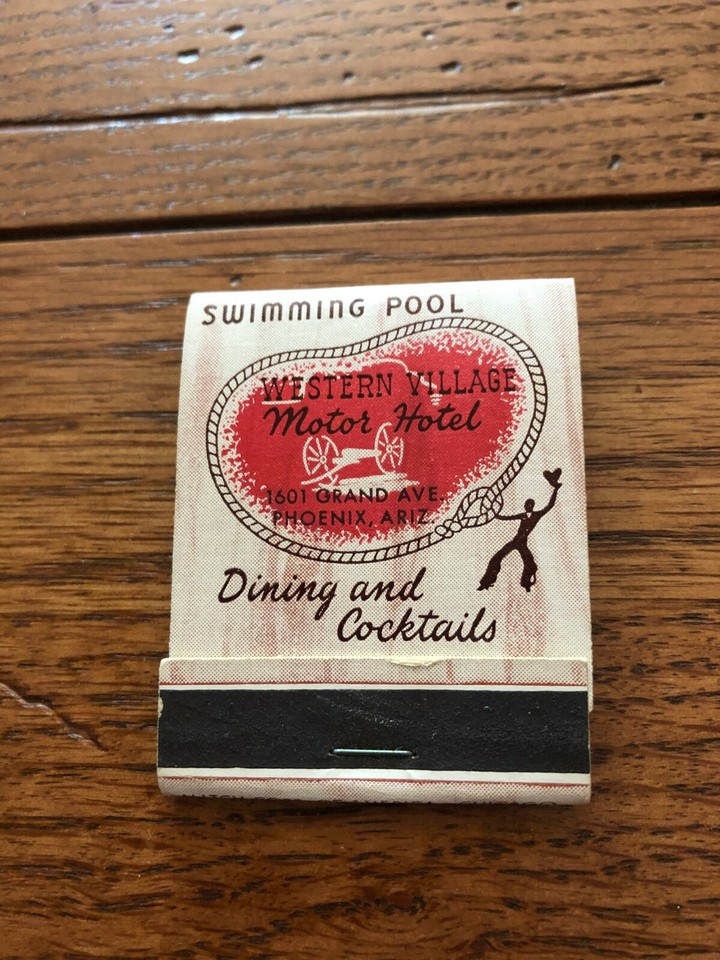 SWIMMING POOL
WESTERN VILLAGE
Motor Hotel
1601 GRAND AVE.
PHOENIX, ARIZ.
Dining and
Cocktails